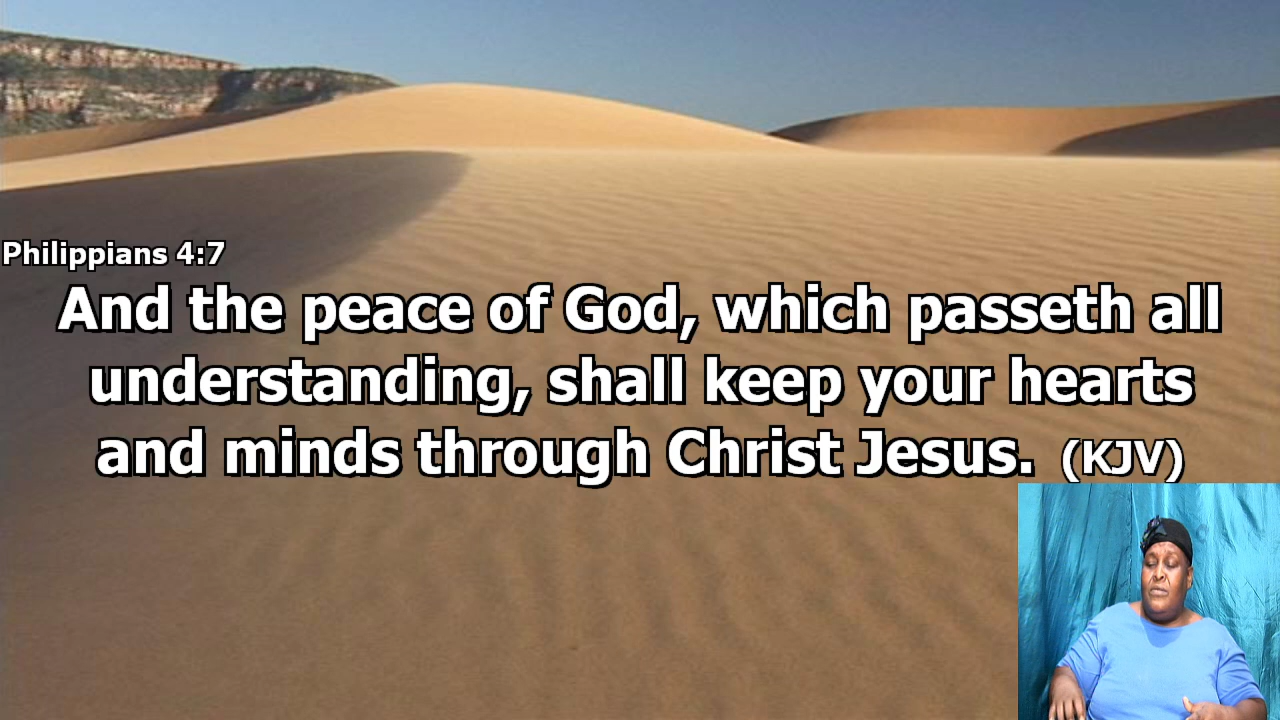 Philippians 4:7
And the peace of God, which passeth all
understanding, shall keep your hearts
and minds through Christ Jesus. (KJV)